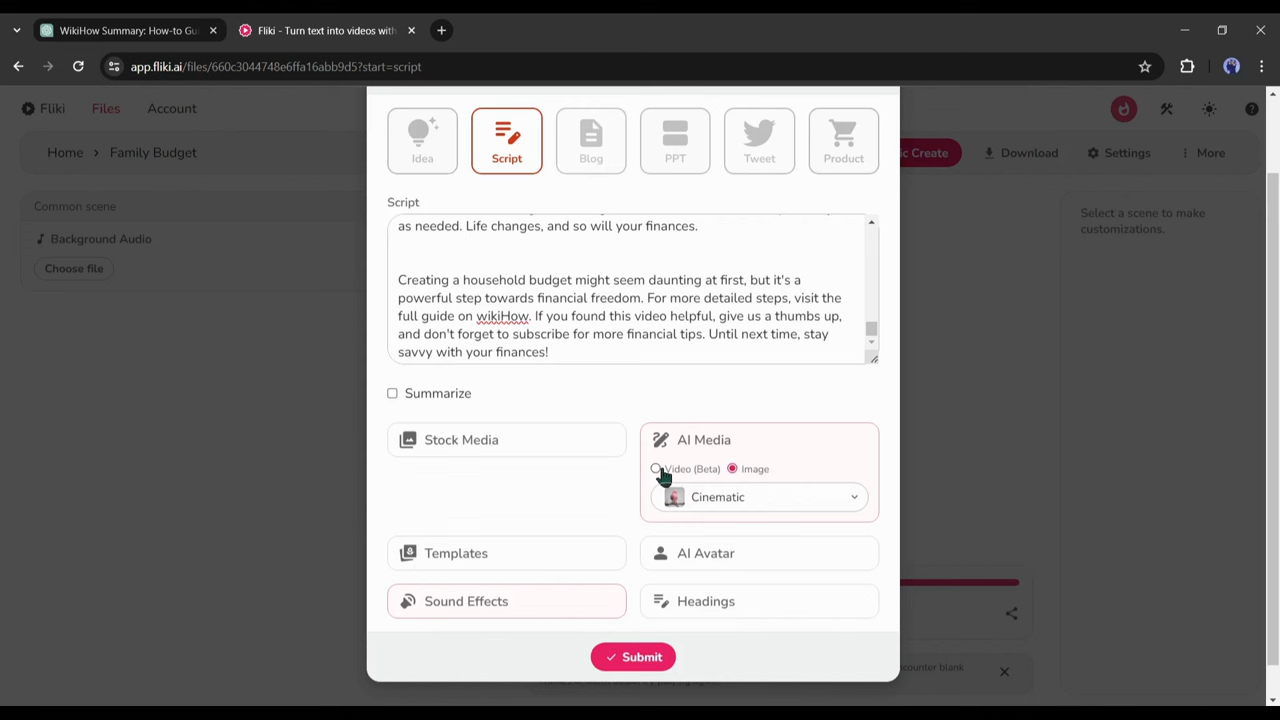 WikiHow Summary: How-to Gu
Fliki - Turn text into videos with
app.fliki.ai/files/660c3044748e6ffa16abb9d5?start=script
Fliki Files Account
Home > Family Budget
ic Create Download Settings More
Common scene
Background Audio
Choose file
Select a scene to make
customizations.
Idea Script Blog PPT Tweet Product
Script
as needed. Life changes, and so will your finances.
Creating a household budget might seem daunting at first, but it's a
powerful step towards financial freedom. For more detailed steps, visit the
full guide on wikiHow. If you found this video helpful, give us a thumbs up,
and don't forget to subscribe for more financial tips. Until next time, stay
savvy with your finances!
Summarize
Stock Media
AI Media
Video (Beta) Image
Cinematic
Templates
AI Avatar
Sound Effects
Headings
Submit
counter blank